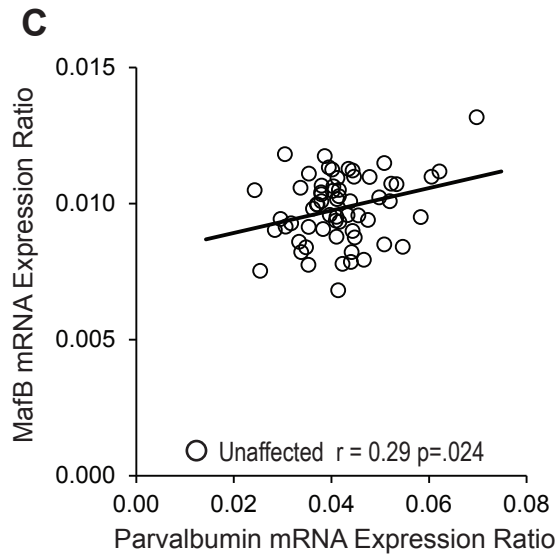 C
0.015
0.010
0.005
0.000
MafB mRNA Expression Ratio
Unaffected r = 0.29 p=.024
0.00 0.02 0.04 0.06 0.08
Parvalbumin mRNA Expression Ratio